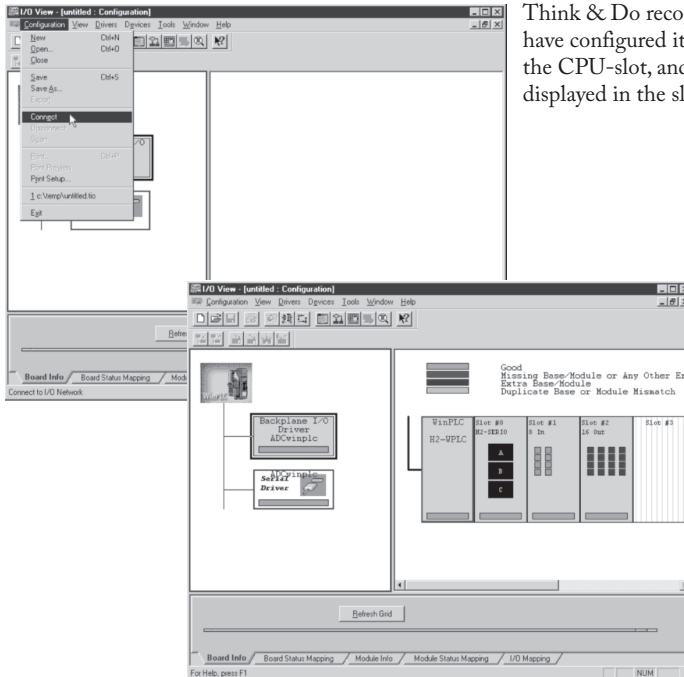 Think & Do reco
have configured it
the CPU-slot, and
displayed in the sl
I/O View - [untitled : Configuration]
Configuration View Drivers Devices Tools Window Help
New Ctrl+N
Open... Ctrl+O
Close
Save Ctrl+S
Save As...
Export
Connect
Disconnect
Scan
Print... Ctrl+P
Print Preview
Print Setup...
1 c:\temp\untitled.tio
Exit
/O
Refre
Board Info Board Status Mapping Mod
Connect to I/O Network
I/O View - [untitled : Configuration]
Configuration View Drivers Devices Tools Window Help
WinPLC
Backplane I/O
Driver
ADCwinplc
ADCwinplc
Serial
Driver
Good
Missing Base/Module or Any Other Er
Extra Base/Module
Duplicate Base or Module Mismatch
WinPLC Slot #0 Slot #1 Slot #2 Slot #3
H2-WPLC H2-SERIO 8 In 16 Out
A
B
C
Refresh Grid
Board Info Board Status Mapping Module Info Module Status Mapping I/O Mapping
For Help, press F1 NUM